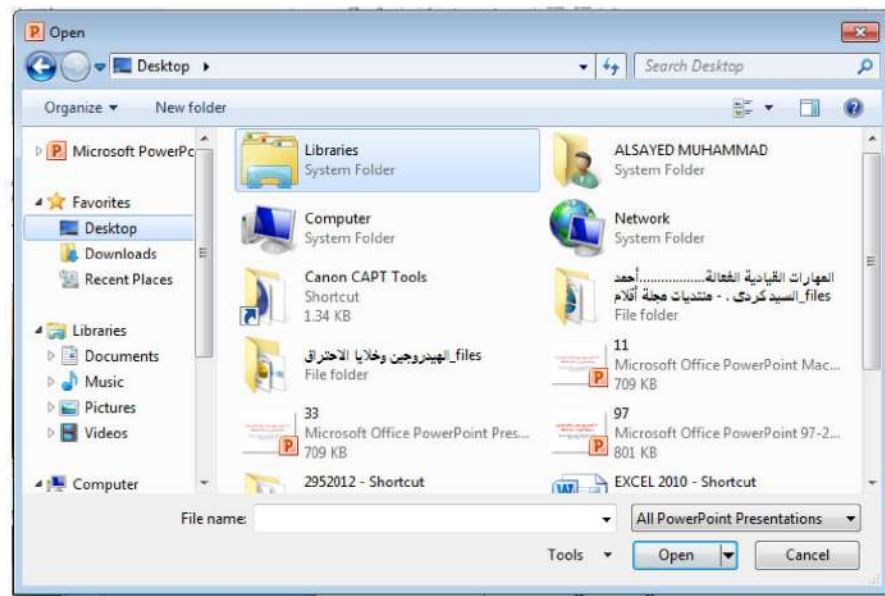 Open
Desktop
Search Desktop
Organize
New folder
Microsoft PowerPc
Favorites
Desktop
Downloads
Recent Places
Libraries
Documents
Music
Pictures
Videos
Computer
Libraries
System Folder
ALSAYED MUHAMMAD
System Folder
Computer
System Folder
Network
System Folder
Canon CAPT Tools
Shortcut
1.34 KB
المهارات القيادية الفعالة.................أحمد
السيد كردى . - منتديات مجلة أقلام_files
File folder
الهيدروجين وخلايا الاحتراق_files
File folder
11
Microsoft Office PowerPoint Mac...
709 KB
33
Microsoft Office PowerPoint Pres...
709 KB
97
Microsoft Office PowerPoint 97-2...
801 KB
2952012 - Shortcut
EXCEL 2010 - Shortcut
File name:
All PowerPoint Presentations
Tools
Open
Cancel